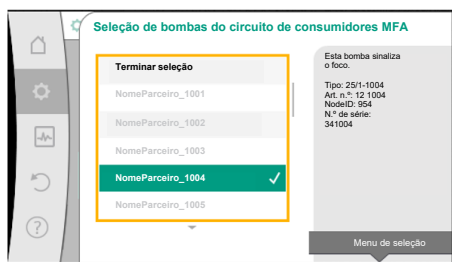 Seleção de bombas do circuito de consumidores MFA
Terminar seleção
NomeParceiro_1001
NomeParceiro_1002
NomeParceiro_1003
NomeParceiro_1004
NomeParceiro_1005
Esta bomba sinaliza
o foco.
Tipo: 25/1-1004
Art. n.º: 12 1004
NodeID: 954
N.º de série:
341004
Menu de seleção
?